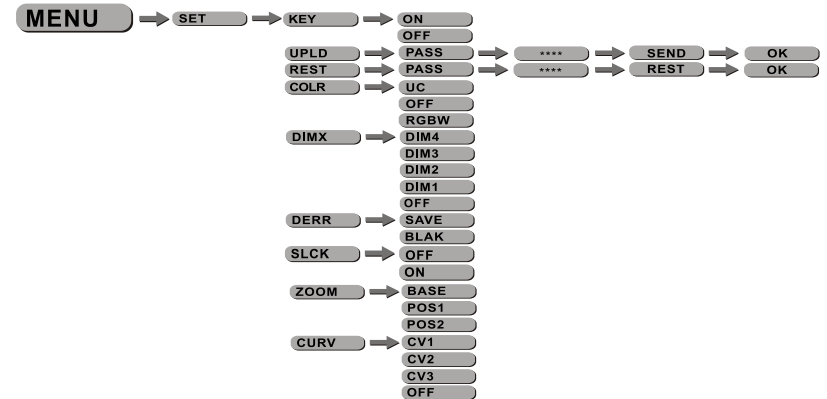 MENU SET KEY ON
OFF
UPLD PASS **** SEND OK
REST PASS **** REST OK
COLR UC
OFF
RGBW
DIMX DIM4
DIM3
DIM2
DIM1
OFF
DERR SAVE
BLAK
SLCK OFF
ON
ZOOM BASE
POS1
POS2
CURV CV1
CV2
CV3
OFF